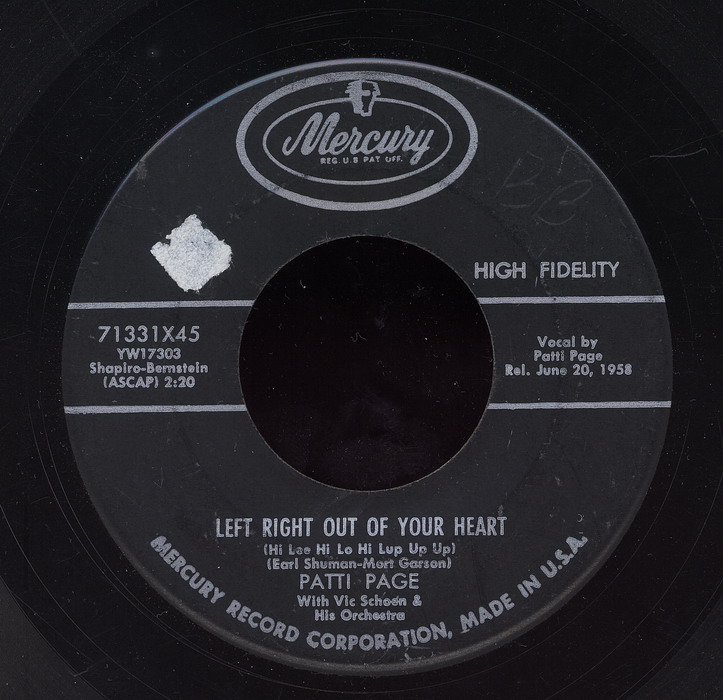 Mercury
REG. U.S. PAT. OFF.
BC
HIGH FIDELITY
71331X45
YW17303
Shapiro-Bernstein
(ASCAP) 2:20
Vocal by
Patti Page
Rel. June 20, 1958
LEFT RIGHT OUT OF YOUR HEART
(Hi Lee Hi Lo Hi Lup Up Up)
(Earl Shuman-Mort Garson)
PATTI PAGE
With Vic Schoen &
His Orchestra
MERCURY RECORD CORPORATION, MADE IN U.S.A.